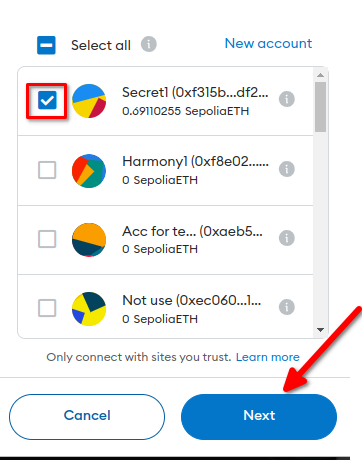 Select all
New account
Secret1 (0xf315b...df2...
0.69110255 SepoliaETH
Harmony1 (0xf8e02......
0 SepoliaETH
Acc for te... (0xaeb5...
0 SepoliaETH
Not use (0xec060...1...
0 SepoliaETH
Only connect with sites you trust. Learn more
Cancel
Next